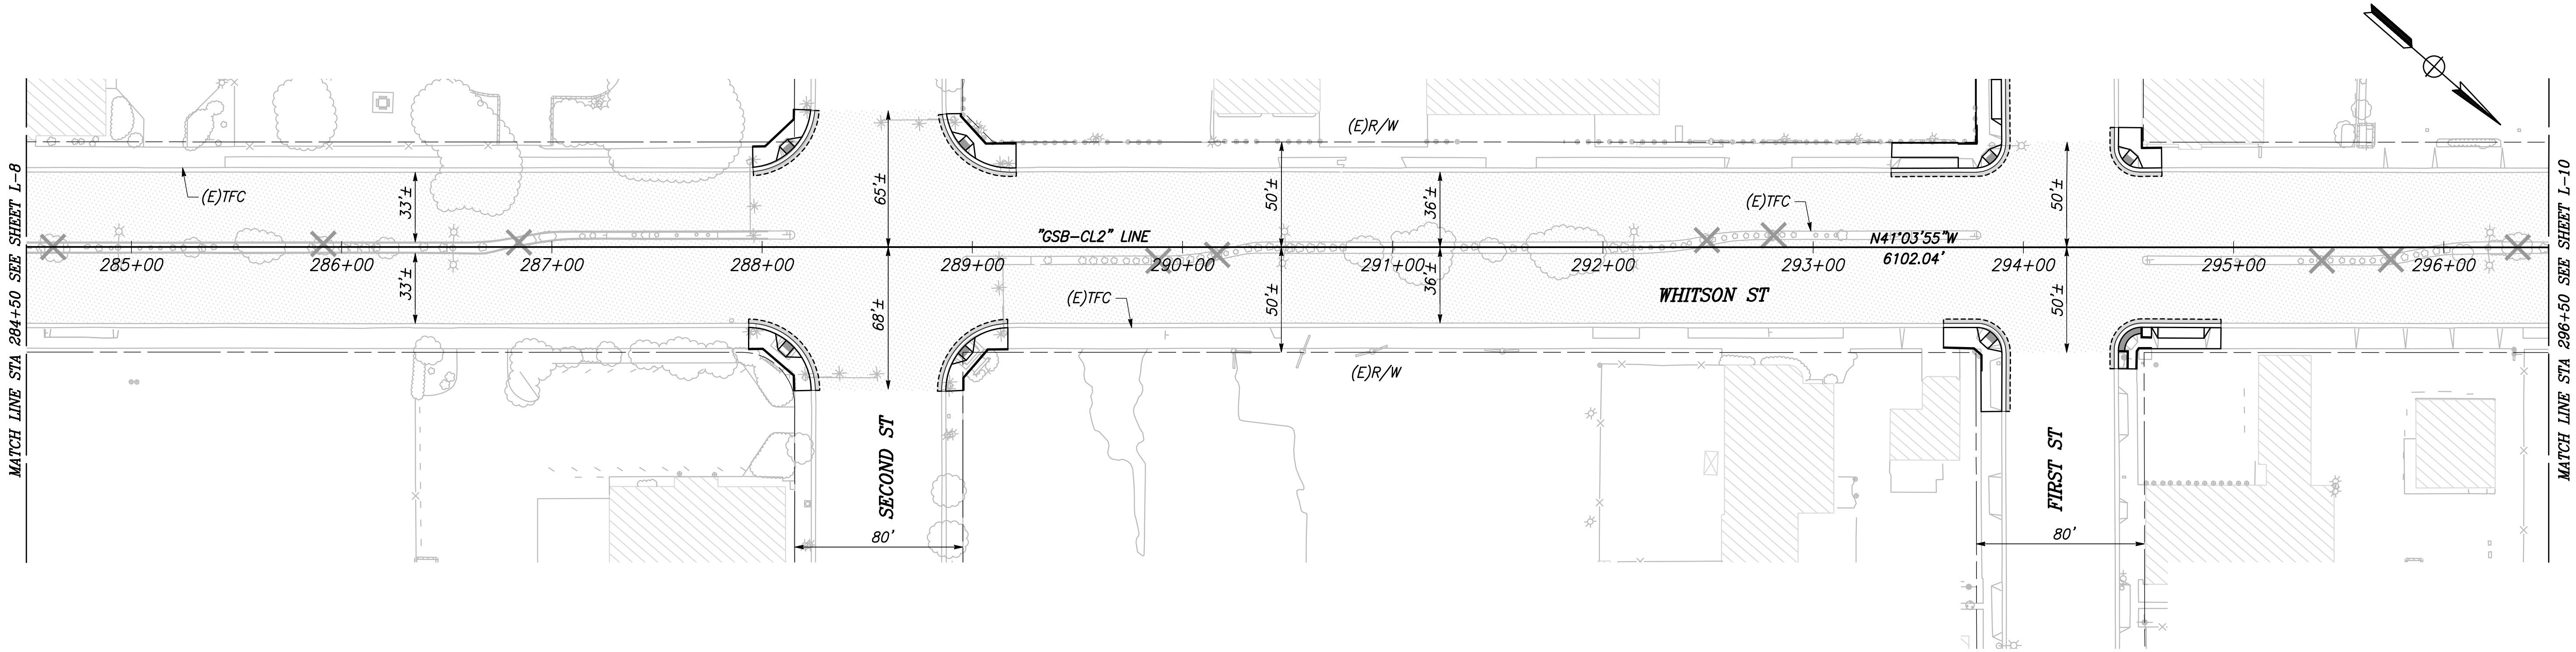 MATCH LINE STA 284+50 SEE SHEET L-8
(E)TFC
33'±
33'±
65'±
68'±
(E)R/W
50'±
50'±
36'±
36'±
(E)TFC
50'±
50'±
"GSB-CL2" LINE
N41°03'55"W
6102.04'
285+00
286+00
287+00
288+00
289+00
290+00
291+00
292+00
293+00
294+00
295+00
296+00
(E)TFC
WHITSON ST
(E)R/W
SECOND ST
80'
FIRST ST
80'
MATCH LINE STA 296+50 SEE SHEET L-10